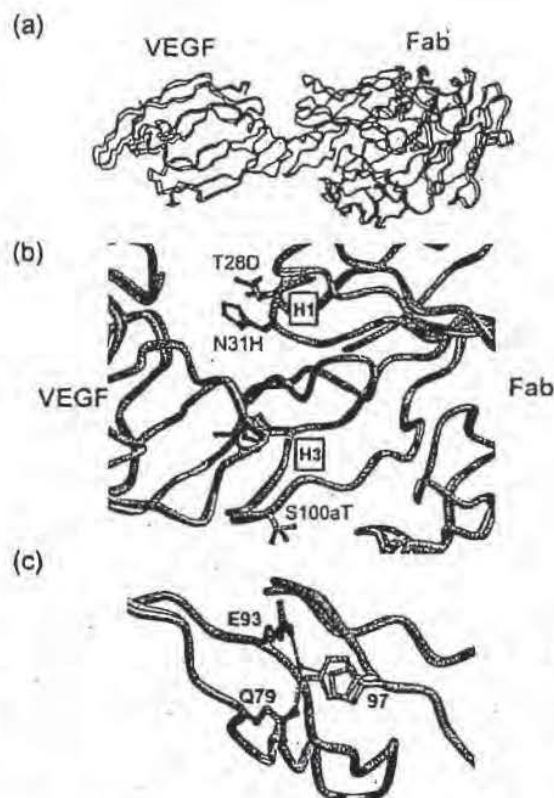 (a)
VEGF Fab
(b)
T28D
H1
N31H
VEGF Fab
H3
S100aT
(c)
E93
Q79 97